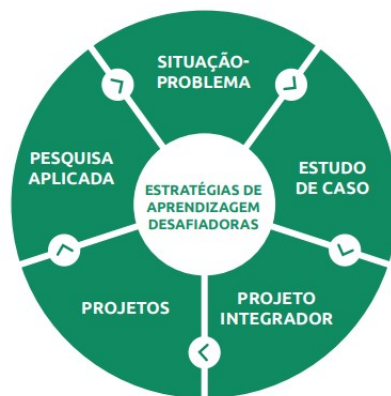 SITUAÇÃO-
PROBLEMA
ESTUDO
DE CASO
PROJETO
INTEGRADOR
PROJETOS
PESQUISA
APLICADA
ESTRATÉGIAS DE
APRENDIZAGEM
DESAFIADORAS